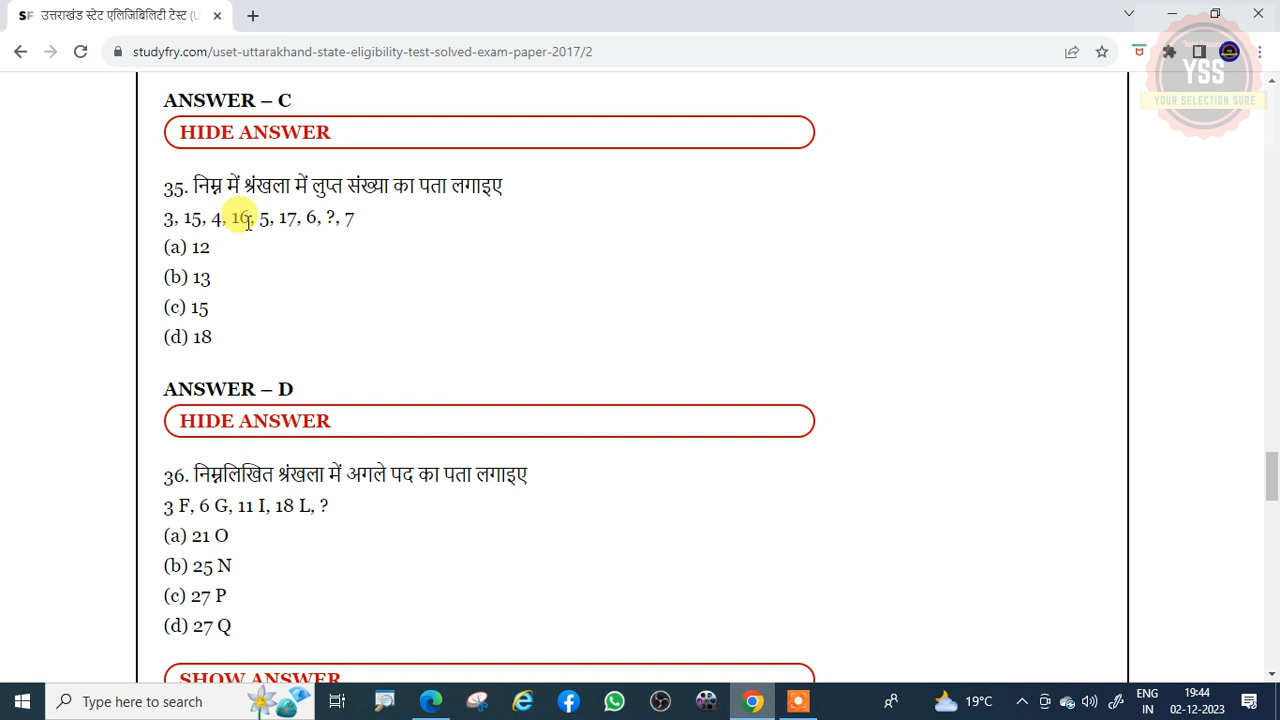 SF उत्तराखंड स्टेट एलिजिबिलिटी टेस्ट (U
studyfry.com/uset-uttarakhand-state-eligibility-test-solved-exam-paper-2017/2
YSS
YOUR SELECTION SURE
ANSWER – C
HIDE ANSWER
35. निम्न में श्रंखला में लुप्त संख्या का पता लगाइए
3, 15, 4, 16, 5, 17, 6, ?, 7
(a) 12
(b) 13
(c) 15
(d) 18
ANSWER – D
HIDE ANSWER
36. निम्नलिखित श्रंखला में अगले पद का पता लगाइए
3 F, 6 G, 11 I, 18 L, ?
(a) 21 O
(b) 25 N
(c) 27 P
(d) 27 Q
SHOW ANSWER
Type here to search
19°C
ENG
IN
19:44
02-12-2023